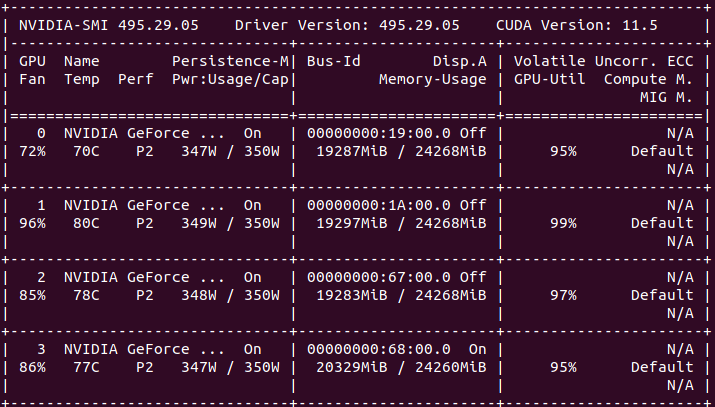 +-----------------------------------------------------------------------------+
| NVIDIA-SMI 495.29.05    Driver Version: 495.29.05    CUDA Version: 11.5     |
|-------------------------------+----------------------+----------------------+
| GPU  Name        Persistence-M| Bus-Id        Disp.A | Volatile Uncorr. ECC |
| Fan  Temp  Perf  Pwr:Usage/Cap|         Memory-Usage | GPU-Util  Compute M. |
|                               |                      |               MIG M. |
|===============================+======================+======================|
|   0  NVIDIA GeForce ...  On   | 00000000:19:00.0 Off |                  N/A |
| 72%   70C    P2   347W / 350W |  19287MiB / 24268MiB |     95%      Default |
|                               |                      |                  N/A |
+-------------------------------+----------------------+----------------------+
|   1  NVIDIA GeForce ...  On   | 00000000:1A:00.0 Off |                  N/A |
| 96%   80C    P2   349W / 350W |  19297MiB / 24268MiB |     99%      Default |
|                               |                      |                  N/A |
+-------------------------------+----------------------+----------------------+
|   2  NVIDIA GeForce ...  On   | 00000000:67:00.0 Off |                  N/A |
| 85%   78C    P2   348W / 350W |  19283MiB / 24268MiB |     97%      Default |
|                               |                      |                  N/A |
+-------------------------------+----------------------+----------------------+
|   3  NVIDIA GeForce ...  On   | 00000000:68:00.0  On |                  N/A |
| 86%   77C    P2   347W / 350W |  20329MiB / 24260MiB |     95%      Default |
|                               |                      |                  N/A |
+-------------------------------+----------------------+----------------------+